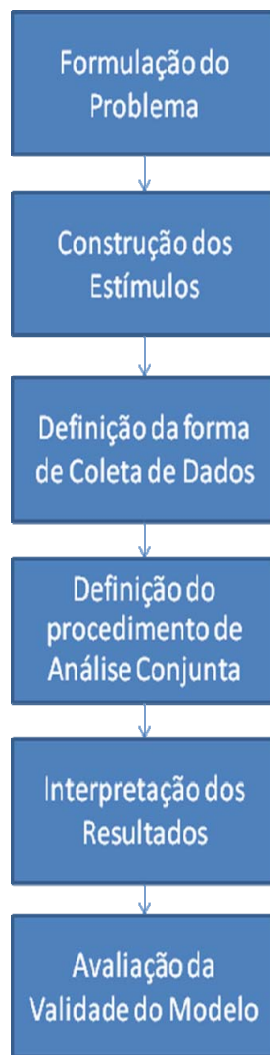 Formulação do
Problema
Construção dos
Estímulos
Definição da forma
de Coleta de Dados
Definição do
procedimento de
Análise Conjunta
Interpretação dos
Resultados
Avaliação da
Validade do Modelo